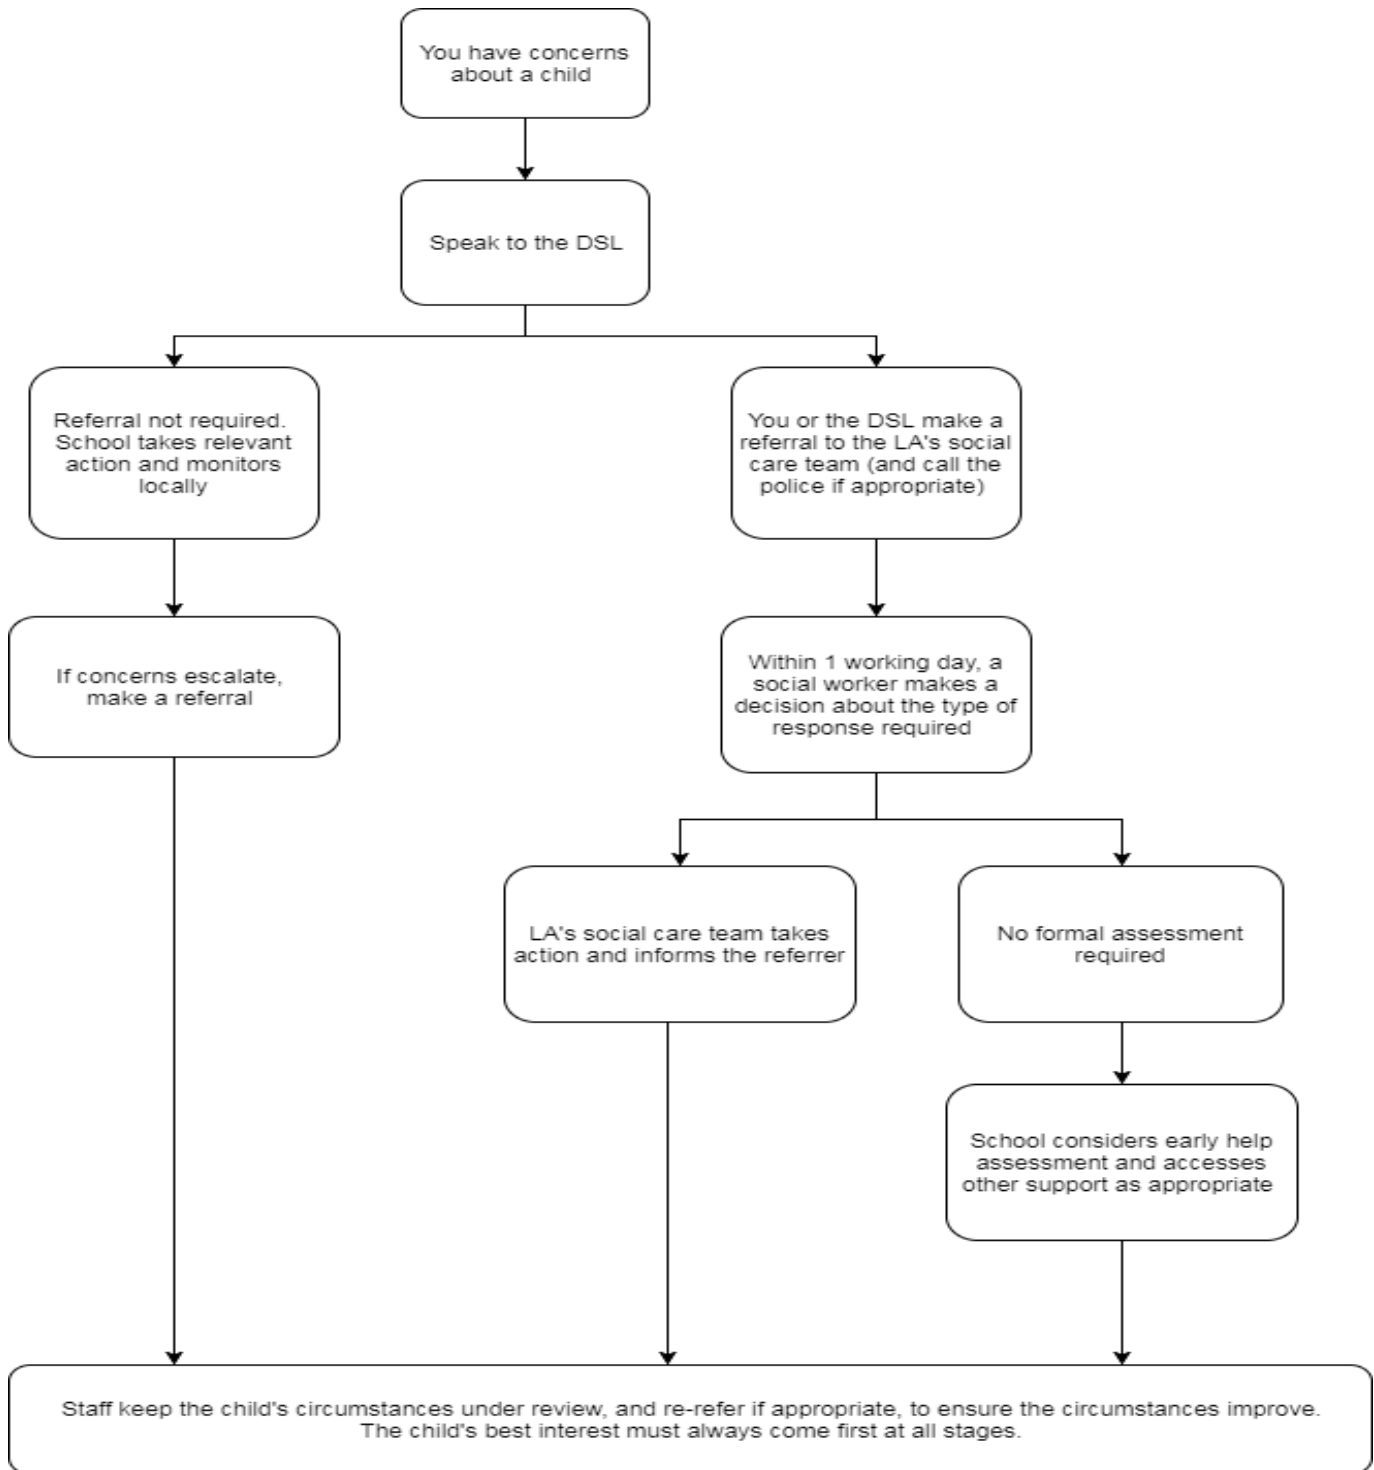 You have concerns
about a child
Speak to the DSL
Referral not required.
School takes relevant
action and monitors
locally
You or the DSL make a
referral to the LA's social
care team (and call the
police if appropriate)
If concerns escalate,
make a referral
Within 1 working day, a
social worker makes a
decision about the type of
response required
LA's social care team takes
action and informs the referrer
No formal assessment
required
School considers early help
assessment and accesses
other support as appropriate
Staff keep the child's circumstances under review, and re-refer if appropriate, to ensure the circumstances improve.
The child's best interest must always come first at all stages.